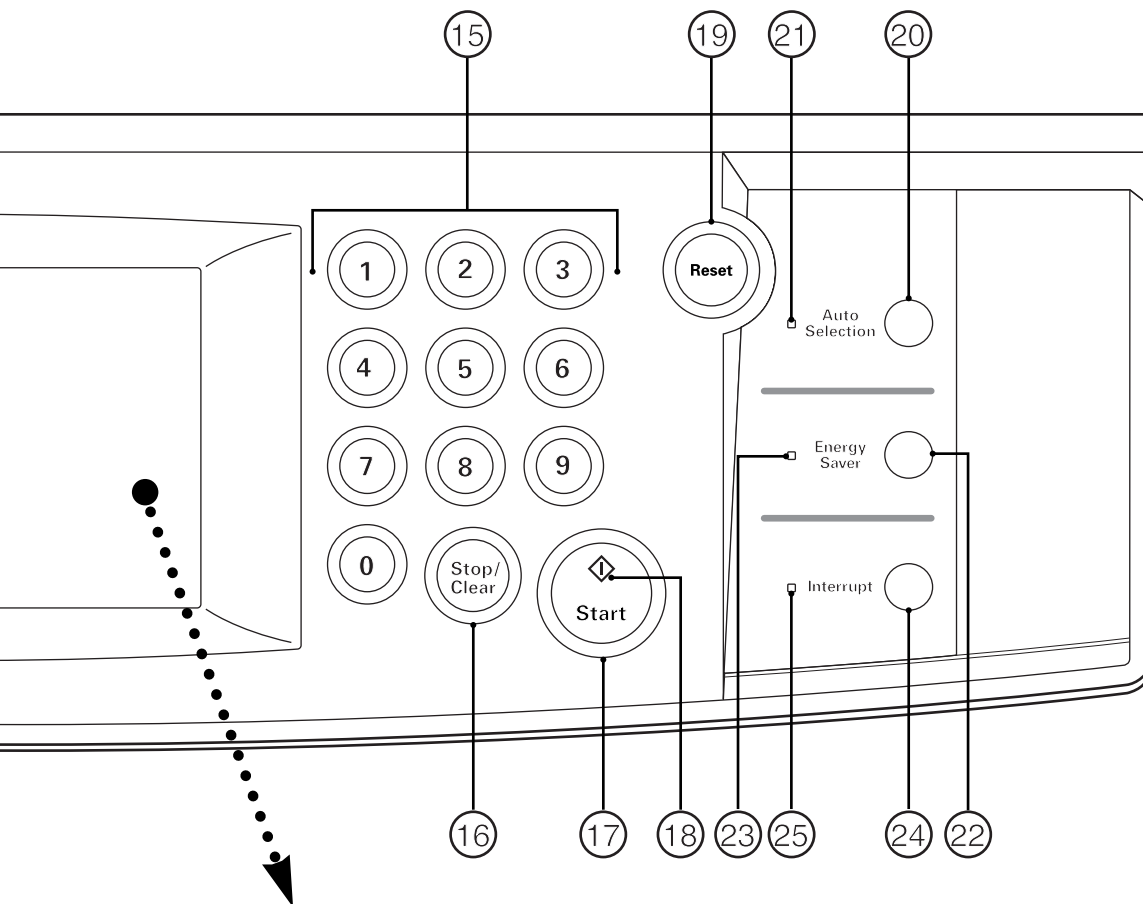 15 19 21 20
1 2 3
Reset
Auto
Selection
4 5 6
Energy
Saver
7 8 9
0
Stop/
Clear
Start
Interrupt
16 17 18 23 25 24 22